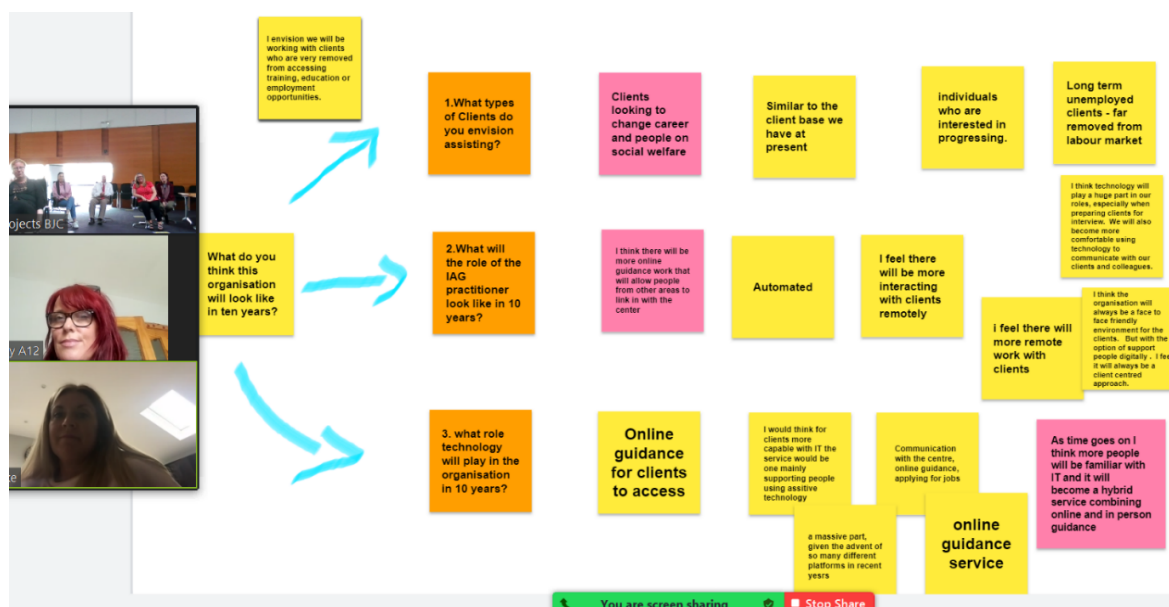 I envision we will be
working with clients
who are very removed
from accessing
training, education or
employment
opportunities.
1.What types
of Clients do
you envision
assisting?
Clients
looking to
change career
and people on
social welfare
Similar to the
client base we
have at
present
individuals
who are
interested in
progressing.
Long term
unemployed
clients - far
removed from
labour market
ojects BJC
What do you
think this
organisation
will look like
in ten years?
2.What will
the role of the
IAG
practitioner
look like in 10
years?
I think there will be
more online
guidance work that
will allow people
from other areas to
link in with the
center
Automated
I feel there
will be more
interacting
with clients
remotely
I think technology will
play a huge part in our
roles, especially when
preparing clients for
interview. We will also
become more
comfortable using
technology to
communicate with our
clients and colleagues.
i feel there will
more remote
work with
clients
I think the
organisation will
always be a face to
face friendly
environment for the
clients. But with the
option of support
people digitally . I fee
it will always be a
client centred
approach.
y A12
3. what role
technology
will play in the
organisation
in 10 years?
Online
guidance
for clients
to access
I would think for
clients more
capable with IT the
service would be
one mainly
supporting people
using assitive
technology
Communication
with the centre,
online guidance,
applying for jobs
a massive part,
given the advent of
so many different
platforms in recent
yesrs
online
guidance
service
As time goes on I
think more people
will be familiar with
IT and it will
become a hybrid
service combining
online and in person
guidance
ce
You are screen sharing
Stop Share